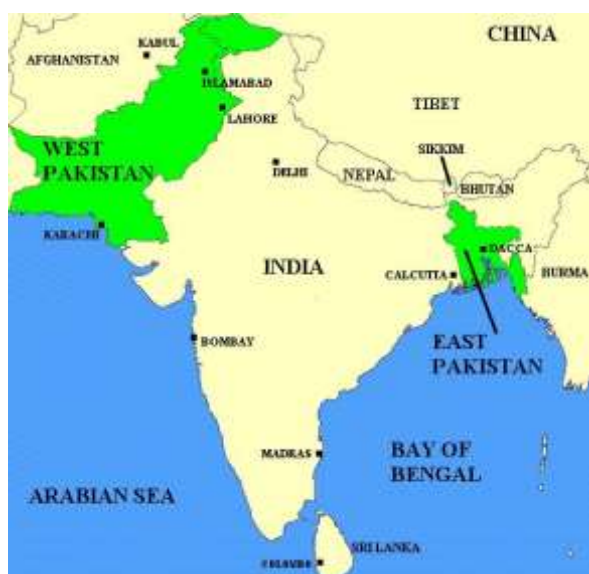 CHINA
KABUL
AFGHANISTAN
ISLAMABAD
TIBET
LAHORE
WEST
PAKISTAN
SIKKIM
NEPAL
DELHI
BHUTAN
KARACHI
DACCA
INDIA
CALCUTTA
BURMA
BOMBAY
EAST
PAKISTAN
MADRAS
BAY OF
BENGAL
ARABIAN SEA
SRI LANKA
COLOMBO